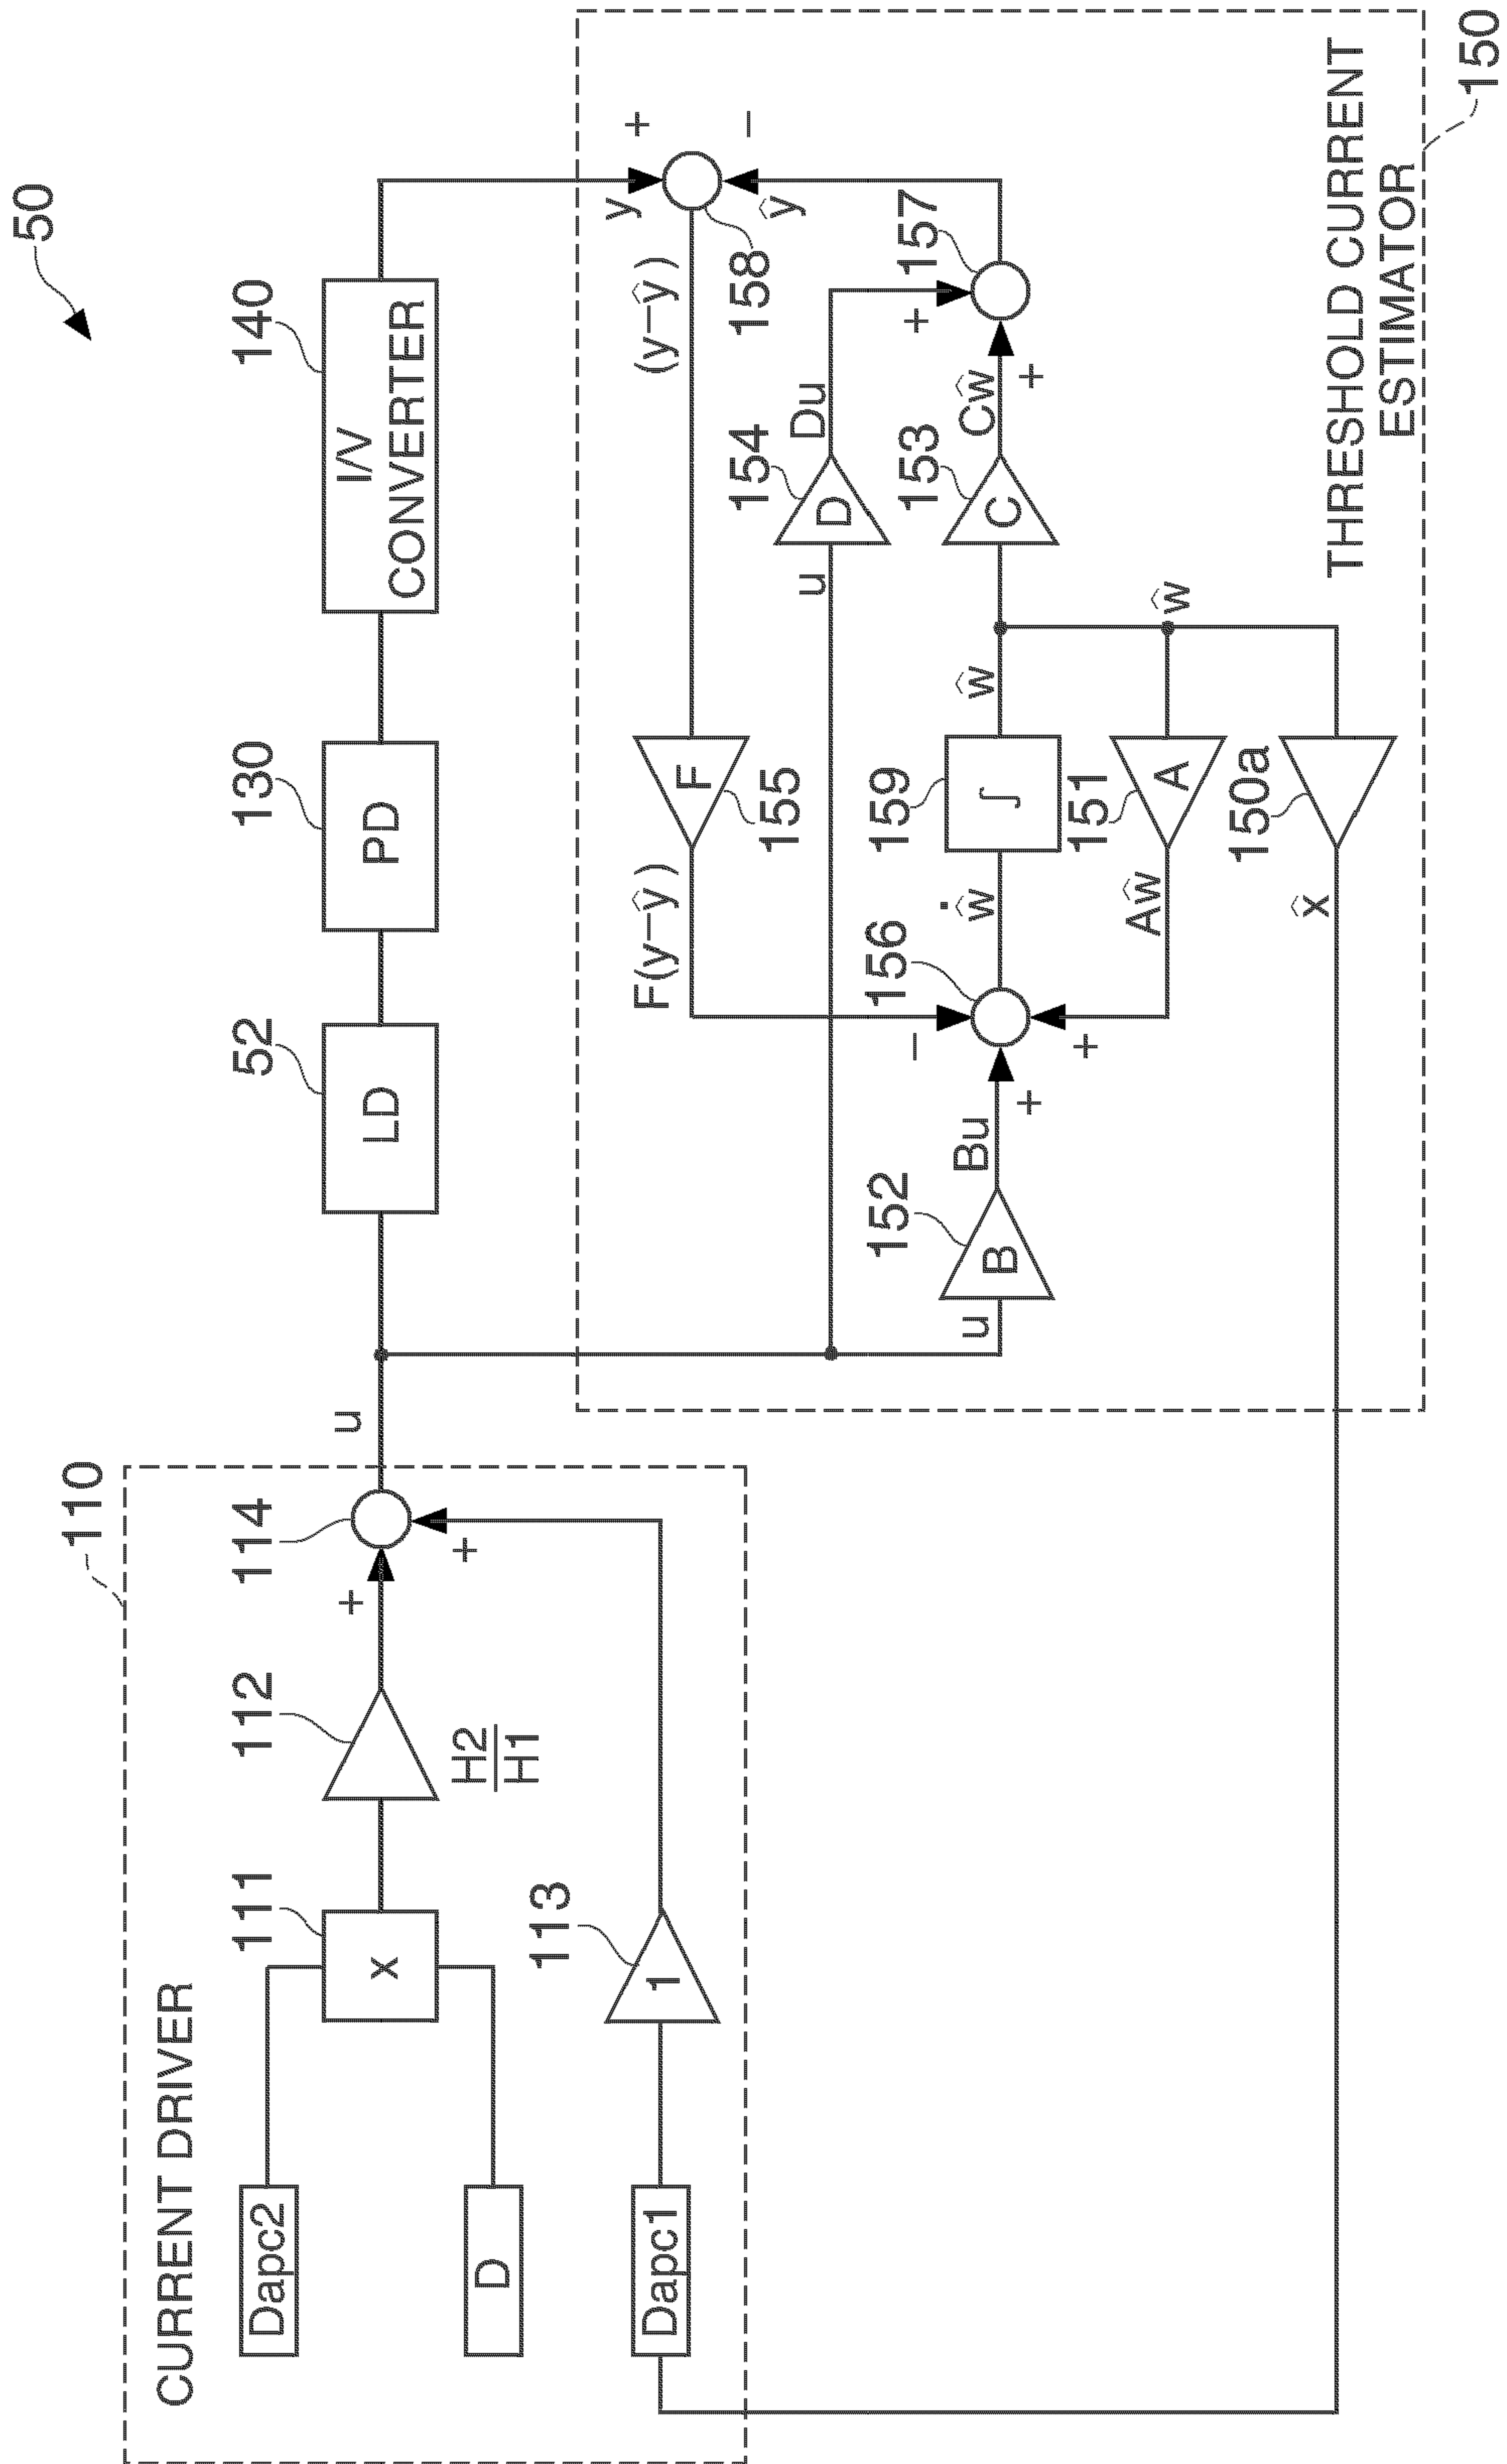 50
110
CURRENT DRIVER
Dapc2
D
Dapc1
111
x
112
H2
H1
113
1
114
+
+
u
52
LD
130
PD
140
I/V
CONVERTER
y
+
ŷ
−
158
(y−ŷ)
F
155
F(y−ŷ)
u
154
D
Du
+
157
+
u
152
B
Bu
+
156
−
+
ŵ̇
159
∫
ŵ
153
C
Cŵ
151
A
Aŵ
ŵ
150a
x̂
THRESHOLD CURRENT
ESTIMATOR
150